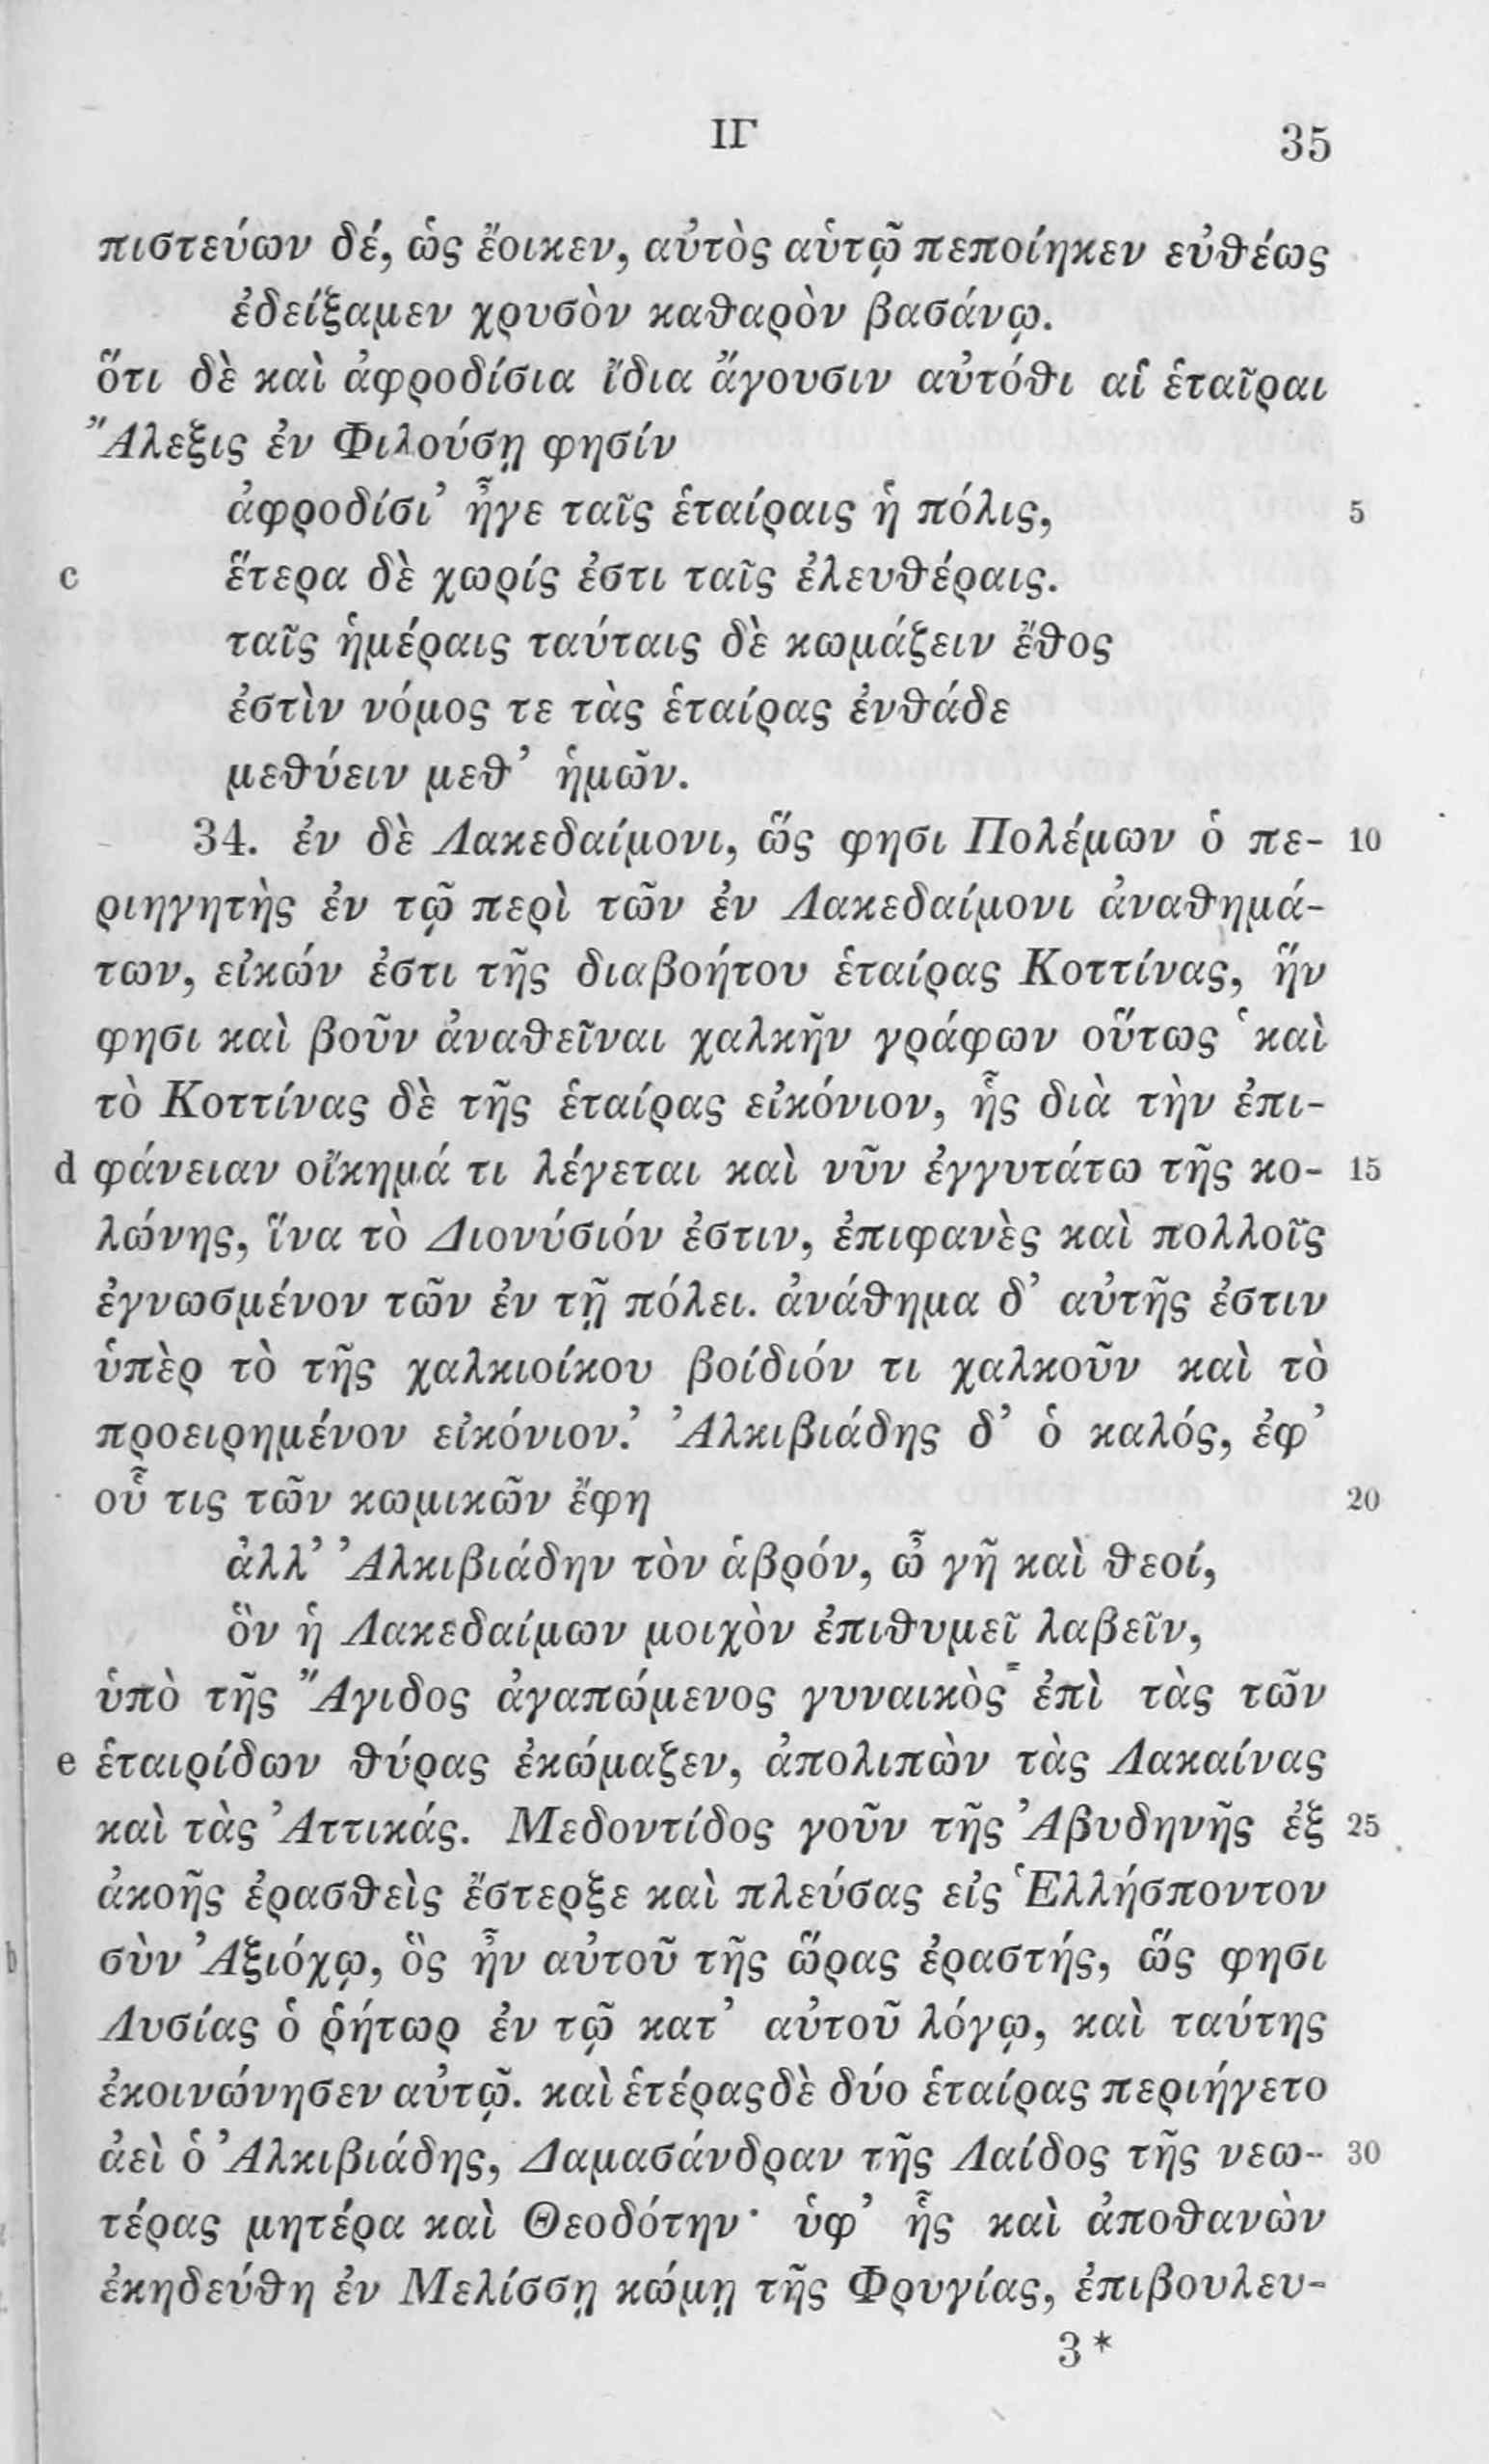 ΙΓ 35
πιστεύων δέ, ὡς ἔοικεν, αὐτὸς αὑτῷ πεποίηκεν εὐθέως
ἐδείξαμεν χρυσὸν καθαρὸν βασάνῳ.
ὅτι δὲ καὶ ἀφροδίσια ἴδια ἄγουσιν αὐτόθι αἱ ἑταῖραι
Ἄλεξις ἐν Φιλούσῃ φησίν
ἀφροδίσι’ ἦγε ταῖς ἑταίραις ἡ πόλις, 5
c ἕτερα δὲ χωρίς ἐστι ταῖς ἐλευθέραις.
ταῖς ἡμέραις ταύταις δὲ κωμάζειν ἔθος
ἐστὶν νόμος τε τὰς ἑταίρας ἐνθάδε
μεθύειν μεθ’ ἡμῶν.
34. ἐν δὲ Λακεδαίμονι, ὥς φησι Πολέμων ὁ πε- 10
ριηγητὴς ἐν τῷ περὶ τῶν ἐν Λακεδαίμονι ἀναθημά-
των, εἰκών ἐστι τῆς διαβοήτου ἑταίρας Κοττίνας, ἥν
φησι καὶ βοῦν ἀναθεῖναι χαλκῆν γράφων οὕτως ‘καὶ
τὸ Κοττίνας δὲ τῆς ἑταίρας εἰκόνιον, ἧς διὰ τὴν ἐπι-
d φάνειαν οἴκημά τι λέγεται καὶ νῦν ἐγγυτάτω τῆς κο- 15
λώνης, ἵνα τὸ Διονύσιόν ἐστιν, ἐπιφανὲς καὶ πολλοῖς
ἐγνωσμένον τῶν ἐν τῇ πόλει. ἀνάθημα δ’ αὐτῆς ἐστιν
ὑπὲρ τὸ τῆς χαλκιοίκου βοίδιόν τι χαλκοῦν καὶ τὸ
προειρημένον εἰκόνιον.’ Ἀλκιβιάδης δ’ ὁ καλός, ἐφ’
οὗ τις τῶν κωμικῶν ἔφη 20
ἀλλ’ Ἀλκιβιάδην τὸν ἁβρόν, ὦ γῆ καὶ θεοί,
ὃν ἡ Λακεδαίμων μοιχὸν ἐπιθυμεῖ λαβεῖν,
ὑπὸ τῆς Ἄγιδος ἀγαπώμενος γυναικὸς ἐπὶ τὰς τῶν
e ἑταιρίδων θύρας ἐκώμαζεν, ἀπολιπὼν τὰς Λακαίνας
καὶ τὰς Ἀττικάς. Μεδοντίδος γοῦν τῆς Ἀβυδηνῆς ἐξ 25
ἀκοῆς ἐρασθεὶς ἔστερξε καὶ πλεύσας εἰς Ἑλλήσποντον
σὺν Ἀξιόχῳ, ὃς ἦν αὐτοῦ τῆς ὥρας ἐραστής, ὥς φησι
Λυσίας ὁ ῥήτωρ ἐν τῷ κατ’ αὐτοῦ λόγῳ, καὶ ταύτης
ἐκοινώνησεν αὐτῷ. καὶ ἑτέρας δὲ δύο ἑταίρας περιήγετο
ἀεὶ ὁ Ἀλκιβιάδης, Δαμασάνδραν τῆς Λαίδος τῆς νεω- 30
τέρας μητέρα καὶ Θεοδότην· ὑφ’ ἧς καὶ ἀποθανὼν
ἐκηδεύθη ἐν Μελίσσῃ κώμῃ τῆς Φρυγίας, ἐπιβουλευ-
3*